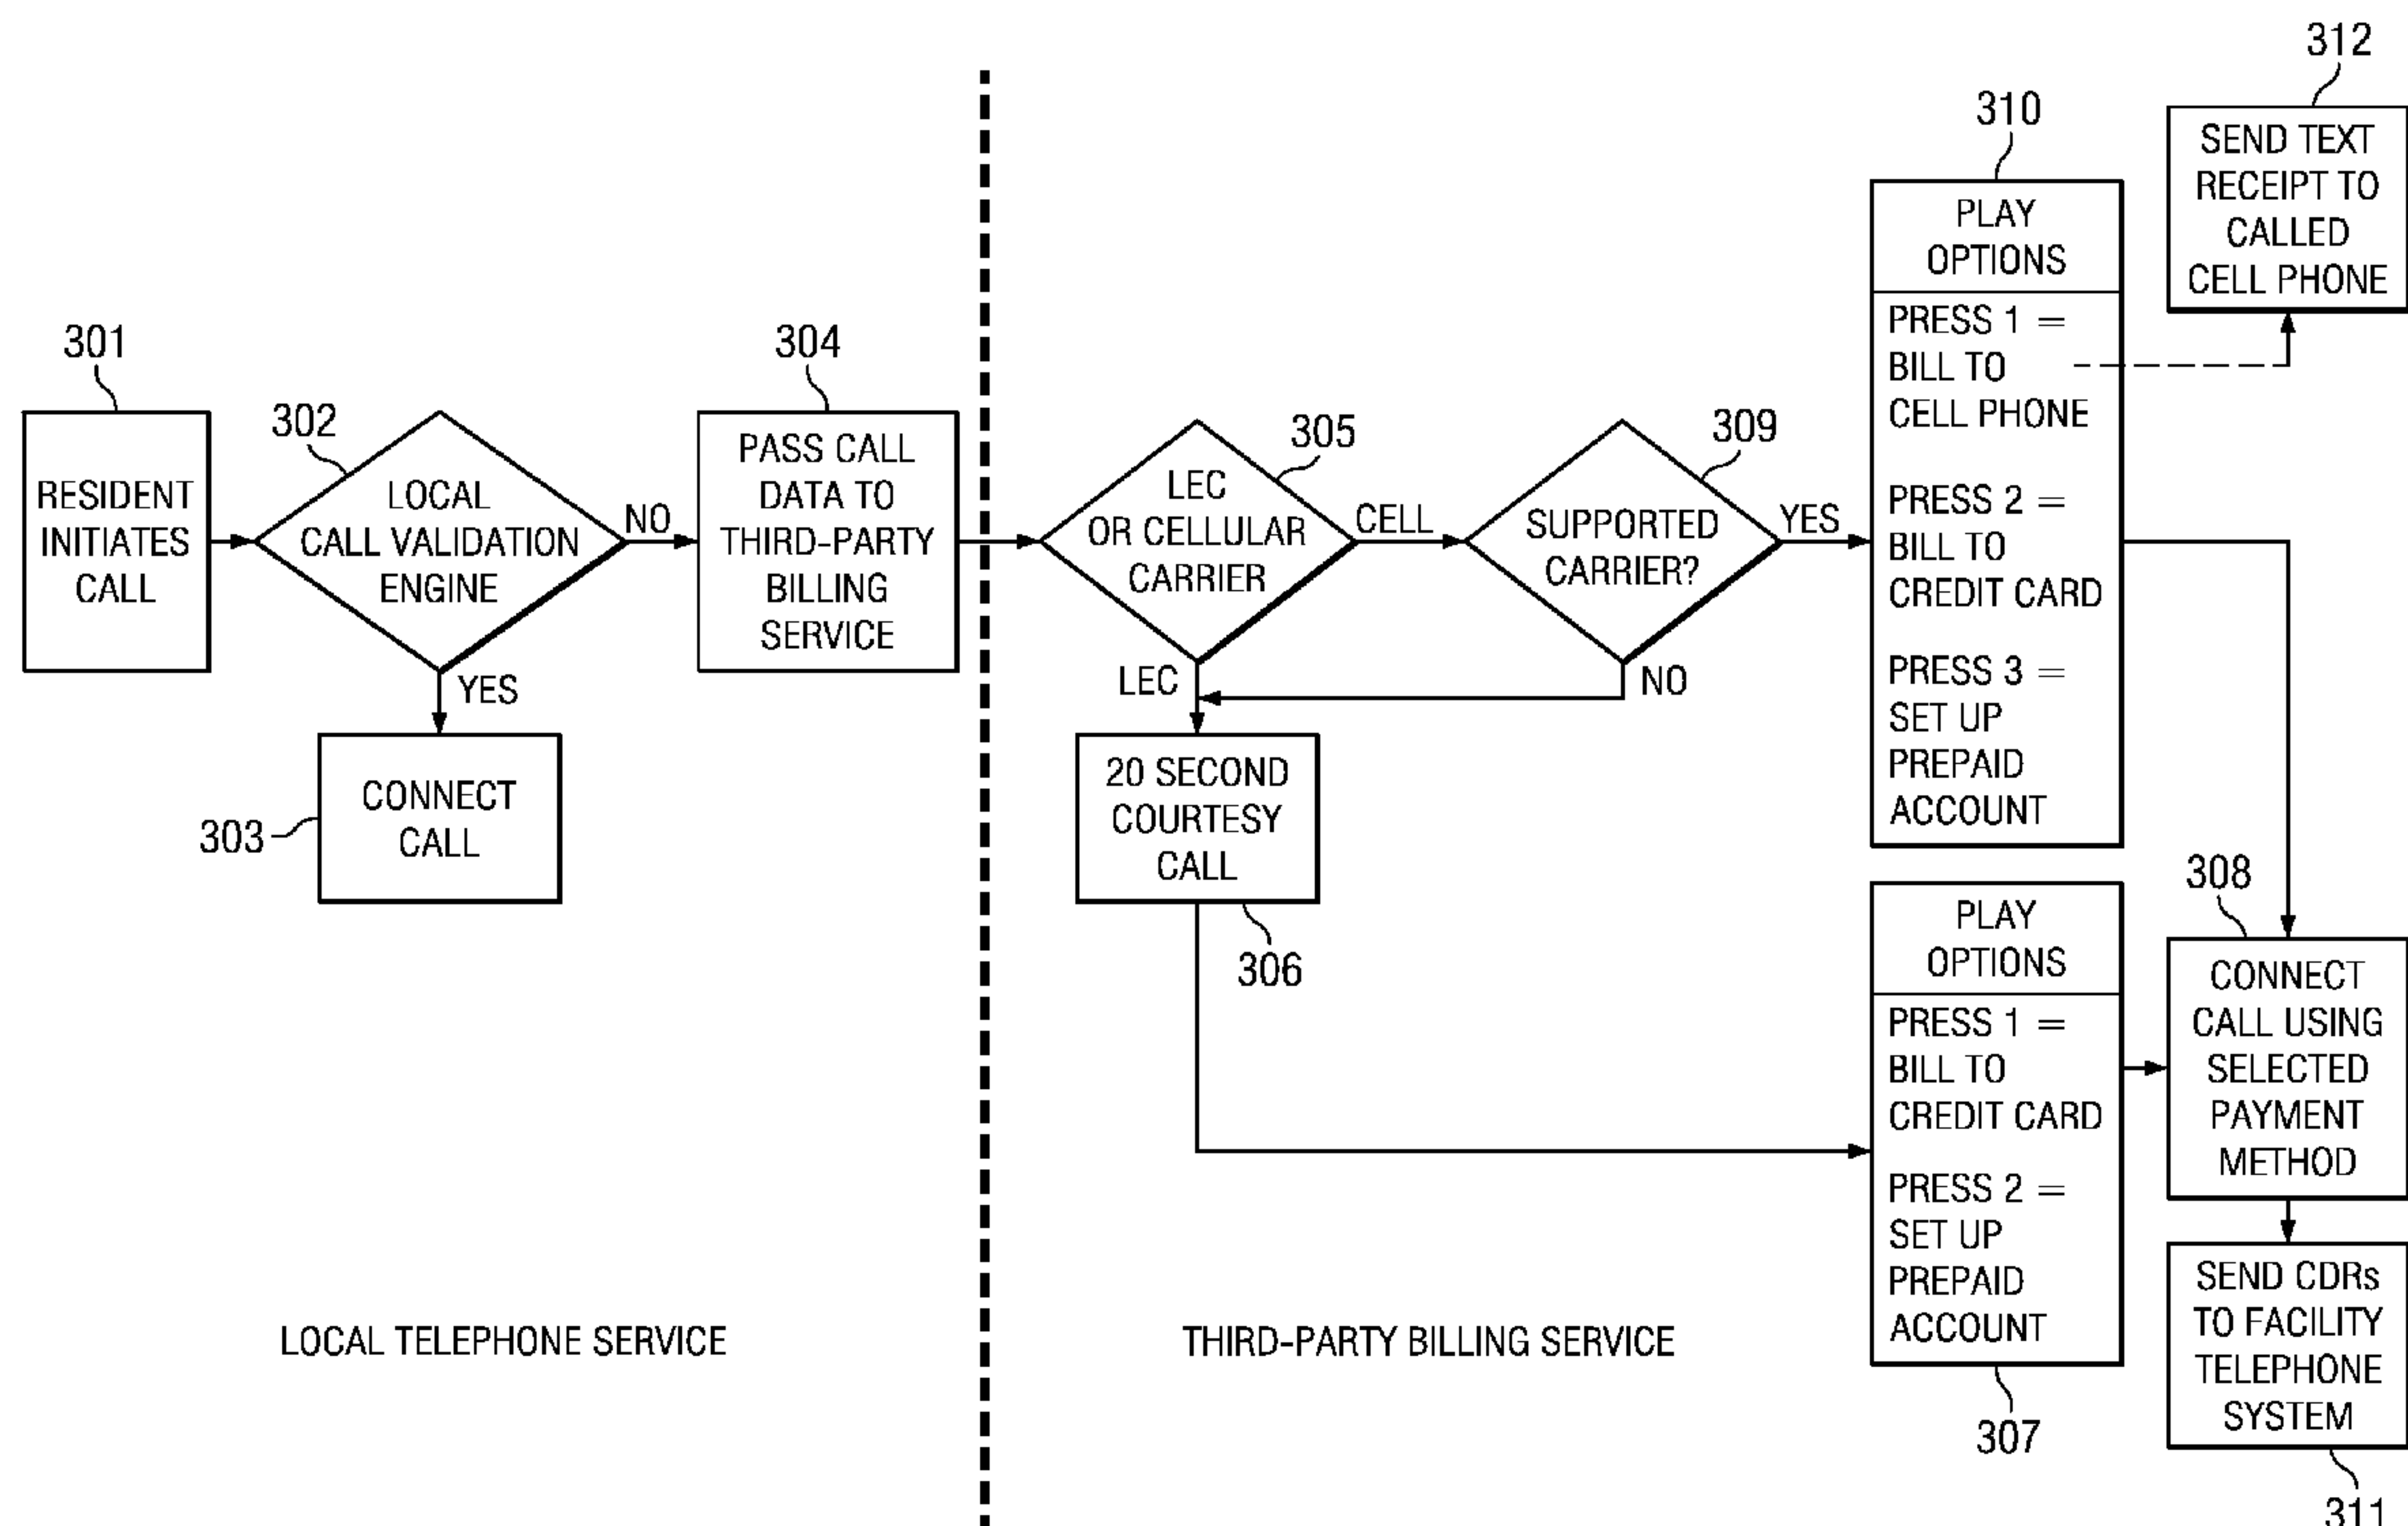 301
RESIDENT
INITIATES
CALL
302
LOCAL
CALL VALIDATION
ENGINE
NO
YES
303
CONNECT
CALL
304
PASS CALL
DATA TO
THIRD-PARTY
BILLING
SERVICE
LOCAL TELEPHONE SERVICE
305
LEC
OR CELLULAR
CARRIER
CELL
LEC
309
SUPPORTED
CARRIER?
YES
NO
20 SECOND
COURTESY
CALL
306
THIRD-PARTY BILLING SERVICE
310
PLAY
OPTIONS
PRESS 1 =
BILL TO
CELL PHONE
PRESS 2 =
BILL TO
CREDIT CARD
PRESS 3 =
SET UP
PREPAID
ACCOUNT
312
SEND TEXT
RECEIPT TO
CALLED
CELL PHONE
PLAY
OPTIONS
PRESS 1 =
BILL TO
CREDIT CARD
PRESS 2 =
SET UP
PREPAID
ACCOUNT
307
308
CONNECT
CALL USING
SELECTED
PAYMENT
METHOD
SEND CDRs
TO FACILITY
TELEPHONE
SYSTEM
311